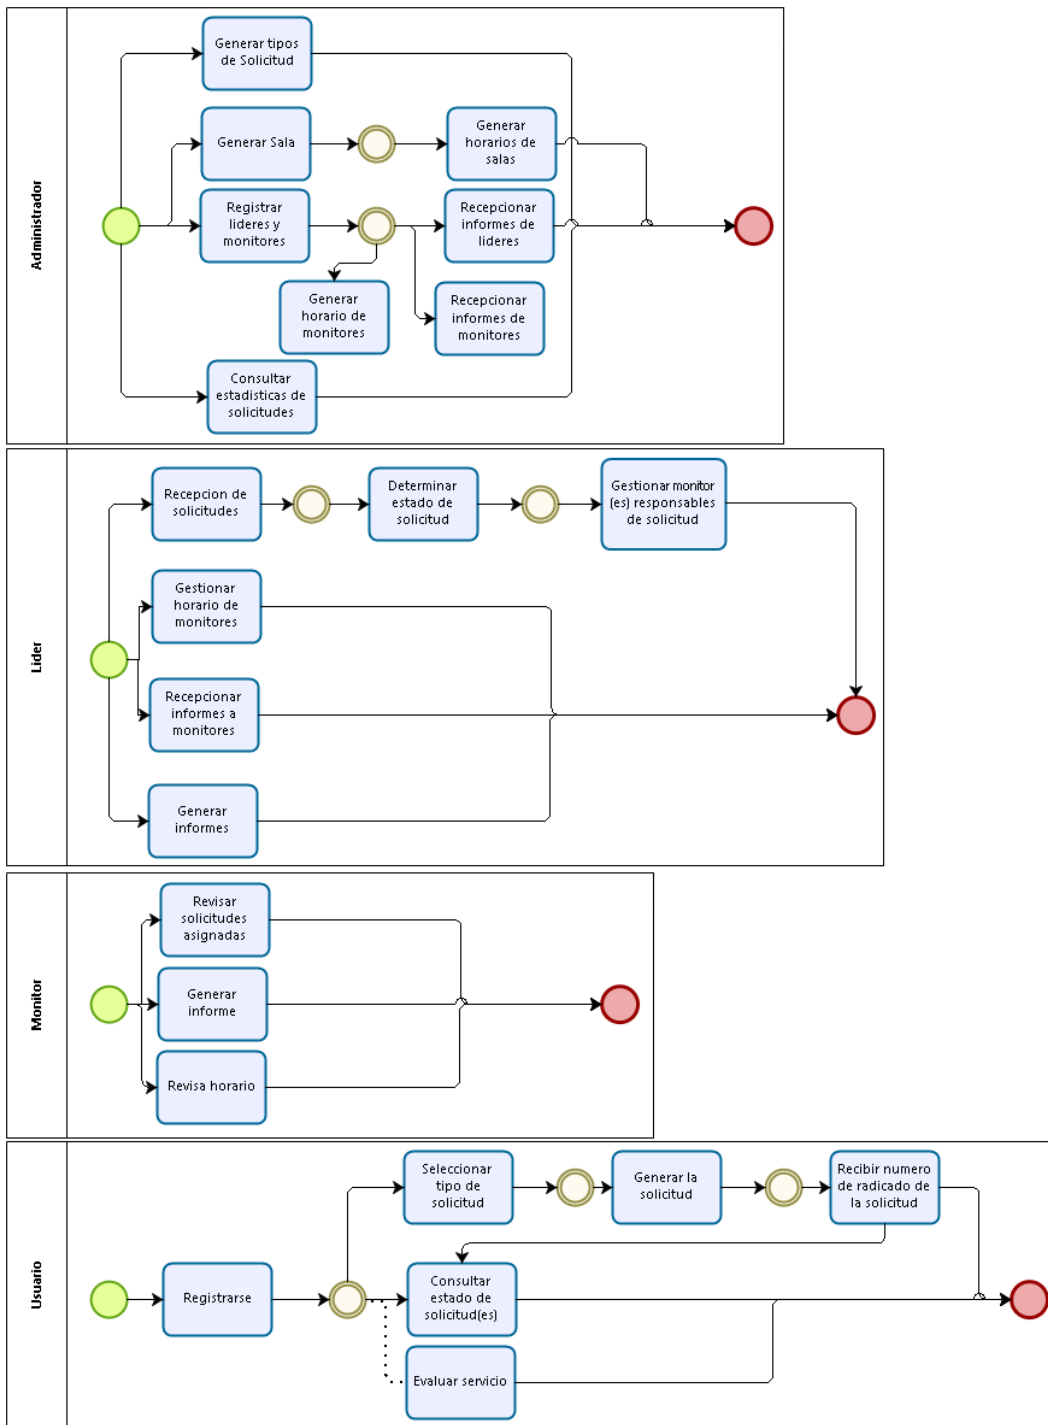 Administrador
Generar tipos
de Solicitud
Generar Sala
Generar
horarios de
salas
Registrar
lideres y
monitores
Recepcionar
informes de
lideres
Generar
horario de
monitores
Recepcionar
informes de
monitores
Consultar
estadisticas de
solicitudes
Lider
Recepcion de
solicitudes
Determinar
estado de
solicitud
Gestionar monitor
(es) responsables
de solicitud
Gestionar
horario de
monitores
Recepcionar
informes a
monitores
Generar
informes
Monitor
Revisar
solicitudes
asignadas
Generar
informe
Revisa horario
Usuario
Seleccionar
tipo de
solicitud
Generar la
solicitud
Recibir numero
de radicado de
la solicitud
Registrarse
Consultar
estado de
solicitud(es)
Evaluar servicio